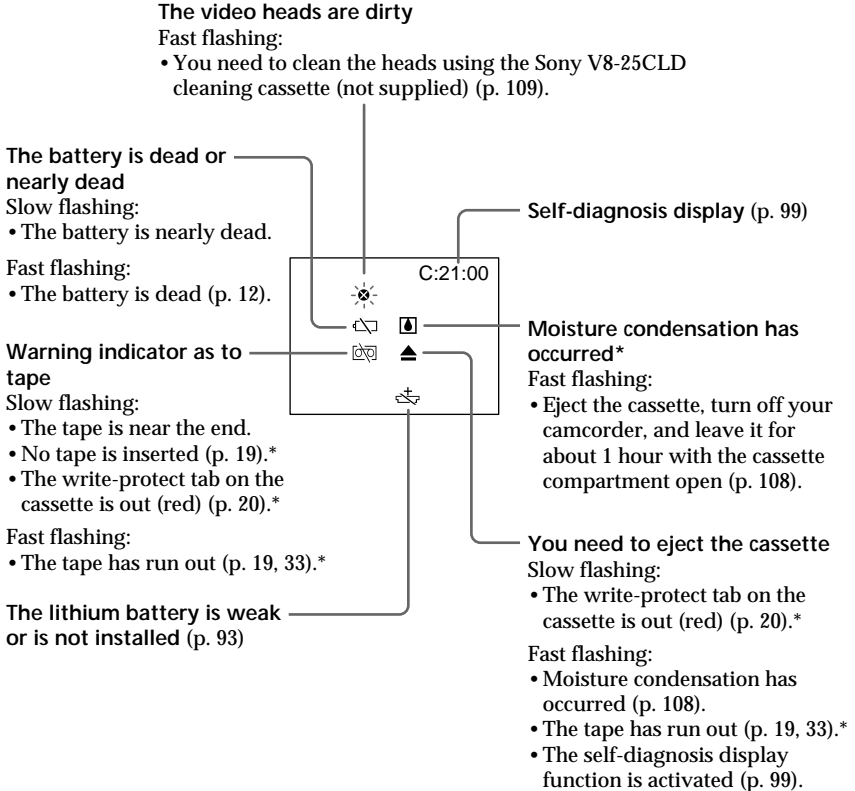 The video heads are dirty
Fast flashing:
•You need to clean the heads using the Sony V8-25CLD
cleaning cassette (not supplied) (p. 109).
The battery is dead or
nearly dead
Slow flashing:
•The battery is nearly dead.
Fast flashing:
•The battery is dead (p. 12).
Warning indicator as to
tape
Slow flashing:
•The tape is near the end.
•No tape is inserted (p. 19).*
•The write-protect tab on the
cassette is out (red) (p. 20).*
Fast flashing:
•The tape has run out (p. 19, 33).*
The lithium battery is weak
or is not installed (p. 93)
C:21:00
Self-diagnosis display (p. 99)
Moisture condensation has
occurred*
Fast flashing:
•Eject the cassette, turn off your
camcorder, and leave it for
about 1 hour with the cassette
compartment open (p. 108).
You need to eject the cassette
Slow flashing:
•The write-protect tab on the
cassette is out (red) (p. 20).*
Fast flashing:
•Moisture condensation has
occurred (p. 108).
•The tape has run out (p. 19, 33).*
•The self-diagnosis display
function is activated (p. 99).